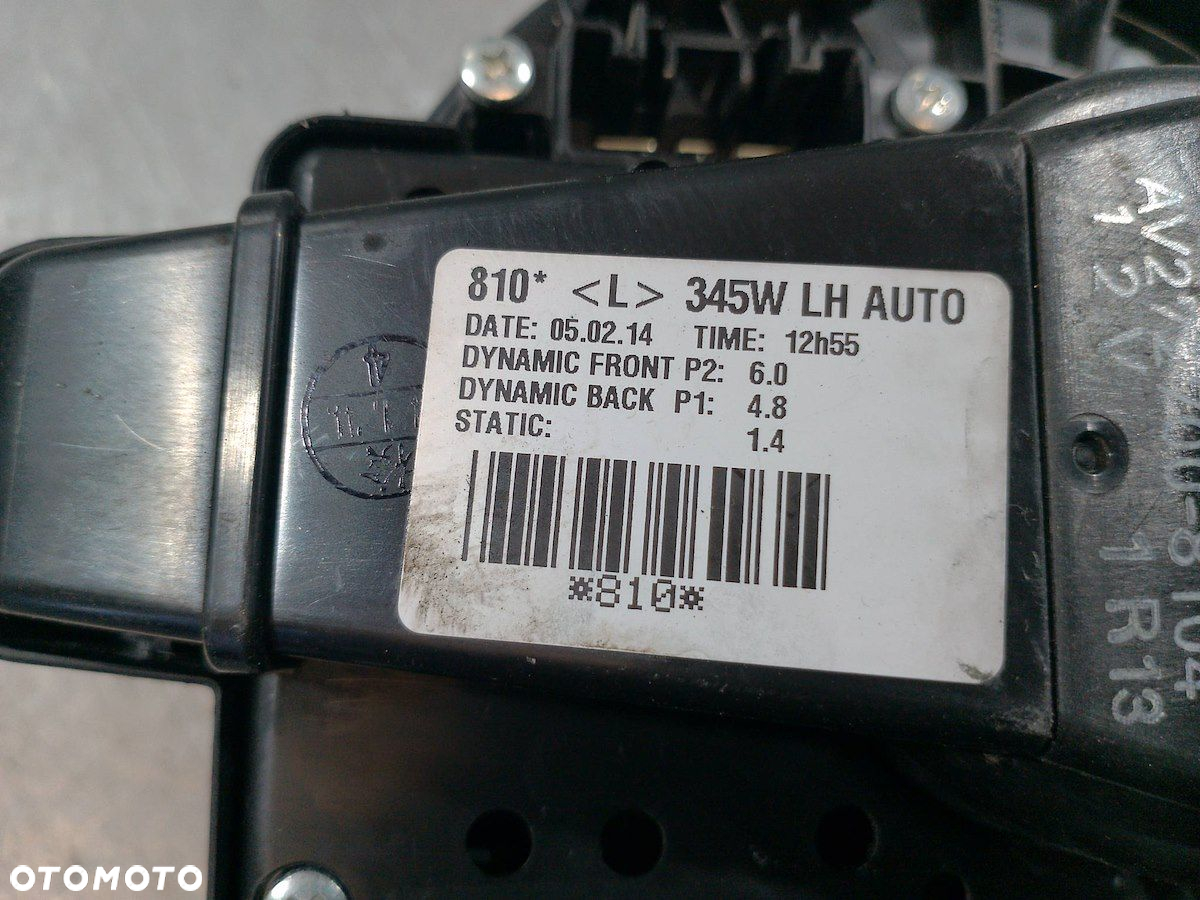 810* <L> 345W LH AUTO
DATE: 05.02.14 TIME: 12h55
DYNAMIC FRONT P2: 6.0
DYNAMIC BACK P1: 4.8
STATIC: 1.4
*810*
1 R13
OTOMOTO